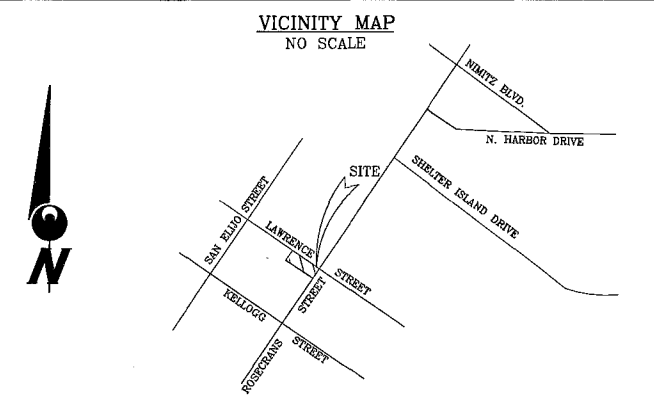 VICINITY MAP
NO SCALE
NIMITZ BLVD.
N. HARBOR DRIVE
SHELTER ISLAND DRIVE
SITE
SAN ELIJO STREET
LAWRENCE STREET
KELLOGG STREET
ROSECRANS STREET
N